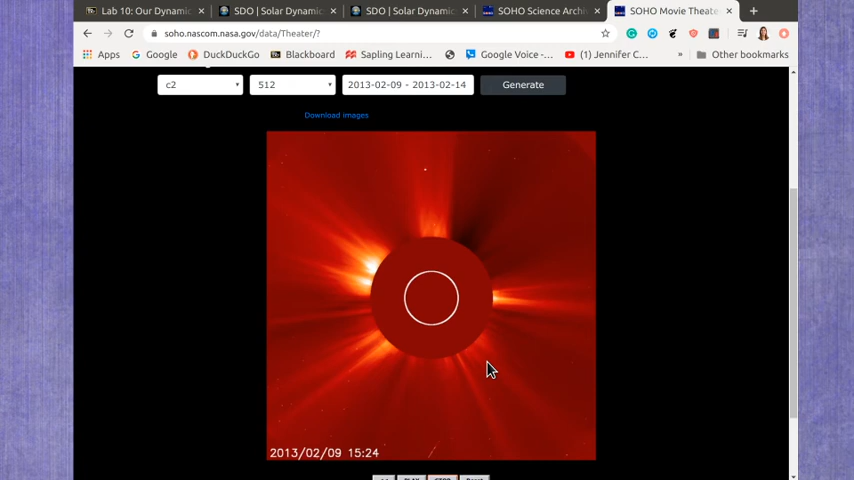 Lab 10: Our Dynamic
SDO | Solar Dynamic
SDO | Solar Dynamic
SOHO Science Archi
SOHO Movie Theate
soho.nascom.nasa.gov/data/Theater/?
Apps
Google
DuckDuckGo
Blackboard
Sapling Learni...
Google Voice -...
(1) Jennifer C...
Other bookmarks
c2
512
2013-02-09 - 2013-02-14
Generate
Download images
2013/02/09 15:24